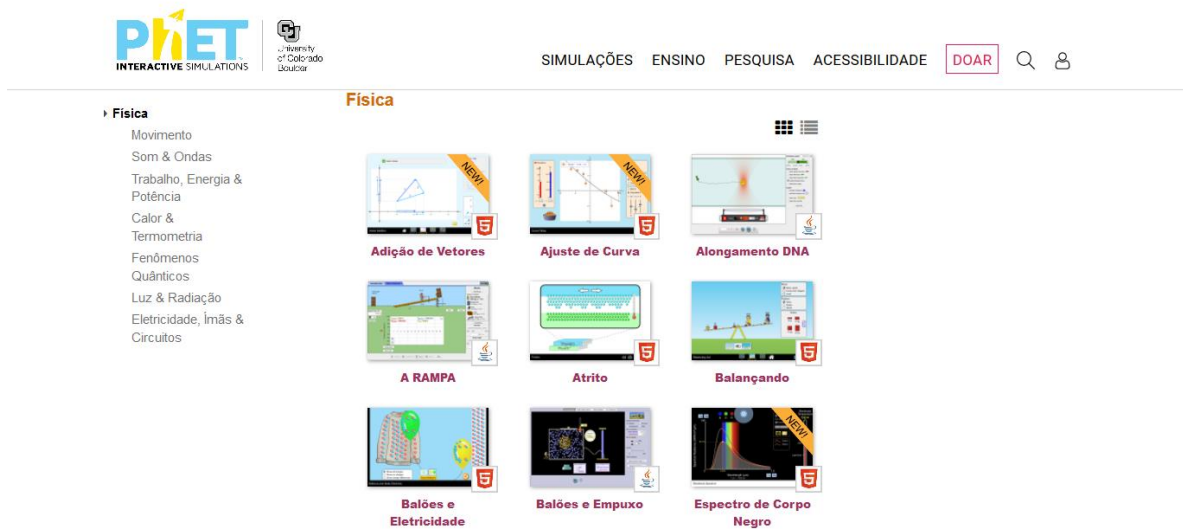 PhET
INTERACTIVE SIMULATIONS
University
of Colorado
Boulder
SIMULAÇÕES ENSINO PESQUISA ACESSIBILIDADE DOAR
Física
Movimento
Som & Ondas
Trabalho, Energia &
Potência
Calor &
Termometria
Fenômenos
Quânticos
Luz & Radiação
Eletricidade, Ímãs &
Circuitos
Física
NEW!
NEW!
Adição de Vetores
Ajuste de Curva
Alongamento DNA
A RAMPA
Atrito
Balançando
NEW!
Balões e
Eletricidade
Balões e Empuxo
Espectro de Corpo
Negro